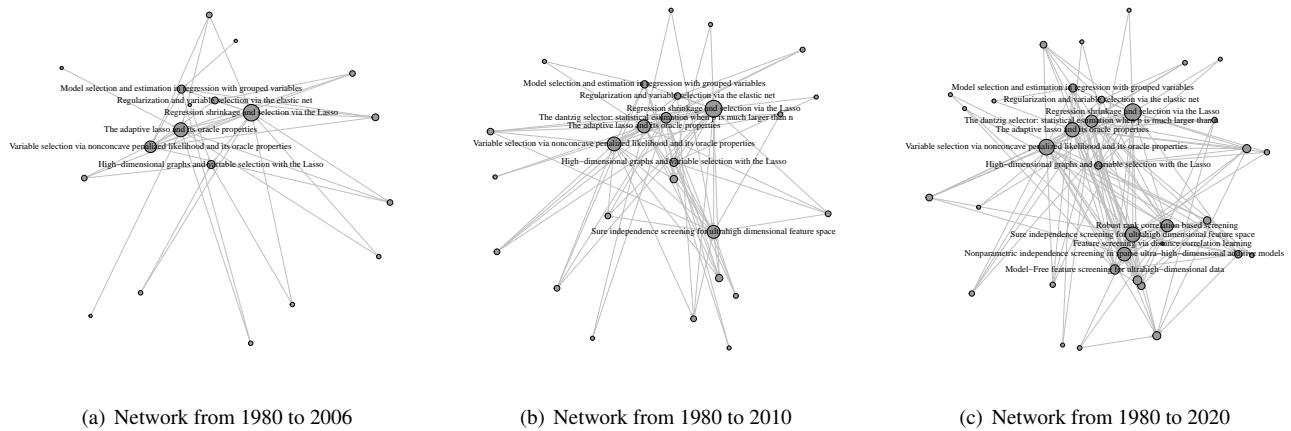 Model selection and estimation in regression with grouped variables
Regularization and variable selection via the elastic net
Regression shrinkage and selection via the Lasso
The adaptive lasso and its oracle properties
Variable selection via nonconcave penalized likelihood and its oracle properties
High−dimensional graphs and variable selection with the Lasso
(a) Network from 1980 to 2006
Model selection and estimation in regression with grouped variables
Regularization and variable selection via the elastic net
Regression shrinkage and selection via the Lasso
The dantzig selector: statistical estimation when p is much larger than n
The adaptive lasso and its oracle properties
Variable selection via nonconcave penalized likelihood and its oracle properties
High−dimensional graphs and variable selection with the Lasso
Sure independence screening for ultrahigh dimensional feature space
(b) Network from 1980 to 2010
Model selection and estimation in regression with grouped variables
Regularization and variable selection via the elastic net
Regression shrinkage and selection via the Lasso
The dantzig selector: statistical estimation when p is much larger than n
The adaptive lasso and its oracle properties
Variable selection via nonconcave penalized likelihood and its oracle properties
High−dimensional graphs and variable selection with the Lasso
Robust rank correlation based screening
Sure independence screening for ultrahigh dimensional feature space
Feature screening via distance correlation learning
Nonparametric independence screening in sparse ultra−high−dimensional additive models
Model−Free feature screening for ultrahigh−dimensional data
(c) Network from 1980 to 2020